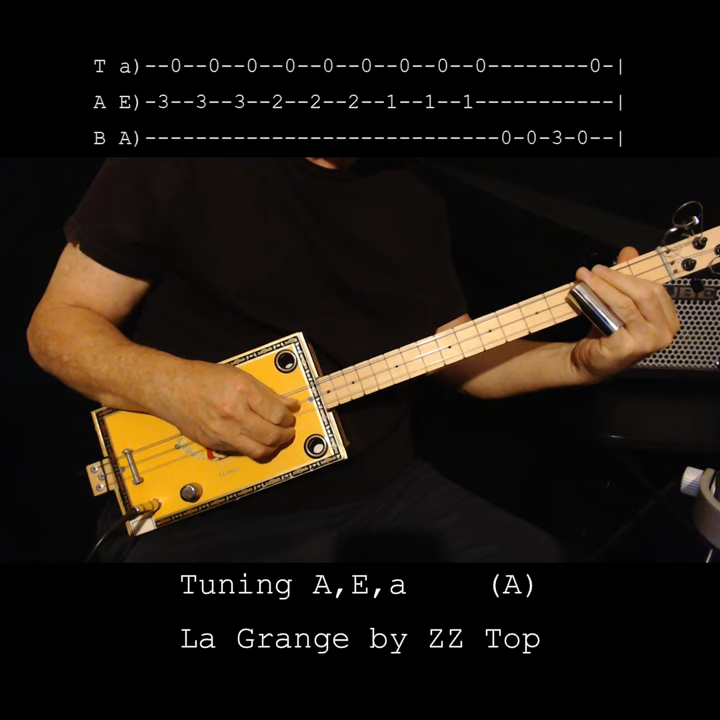 T a)--0--0--0--0--0--0--0--0--0--------0-|
A E)-3--3--3--2--2--2--1--1--1-----------|
B A)----------------------------0-0-3-0--|
Tuning A,E,a (A)
La Grange by ZZ Top